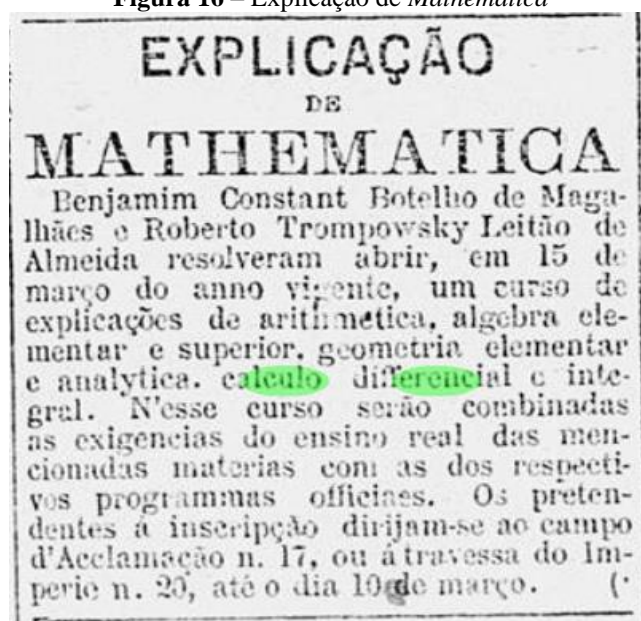 Figura 16 – Explicação de Mathematica
EXPLICAÇÃO
DE
MATHEMATICA
Benjamim Constant Botelho de Maga-
lhães e Roberto Trompowsky Leitão de
Almeida resolveram abrir, em 15 de
março do anno vigente, um curso de
explicações de arithmetica, algebra ele-
mentar e superior, geometria elementar
e analytica. calculo differencial e inte-
gral. N'esse curso serão combinadas
as exigencias do ensino real das men-
cionadas materias com as dos respecti-
vos programmas officiaes. Os preten-
dentes á inscripção dirijam-se ao campo
d'Acclamação n. 17, ou á travessa do Im-
perio n. 20, até o dia 10 de março. (·